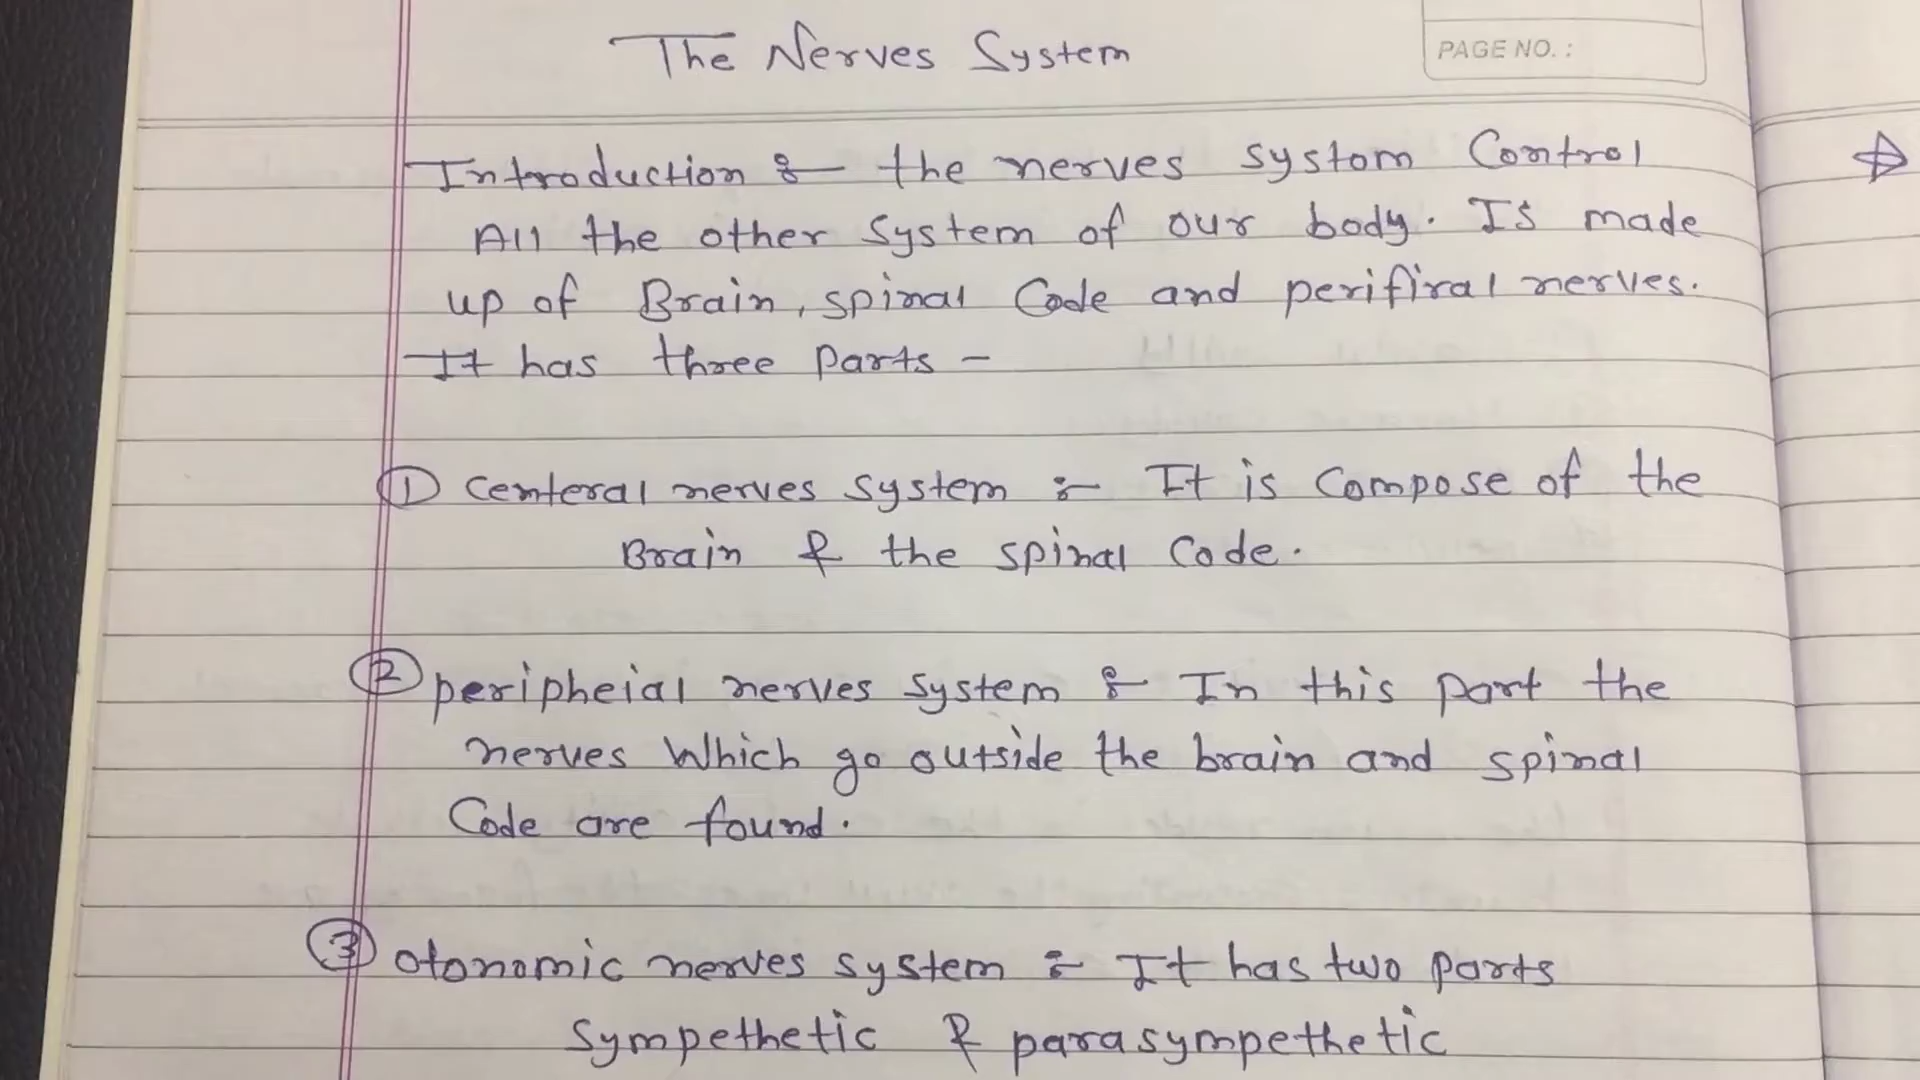 The Nerves System
PAGE NO. :
Introduction :- the nerves systom Control
All the other System of our body. Is made
up of Brain, spinal Code and perifiral nerves.
It has three parts -
① centeral nerves system :- It is Compose of the
Brain & the spinal Code.
② peripheial nerves system :- In this part the
nerves which go outside the brain and spinal
Code are found.
③ otonomic nerves system :- It has two parts
Sympethetic & parasympethetic